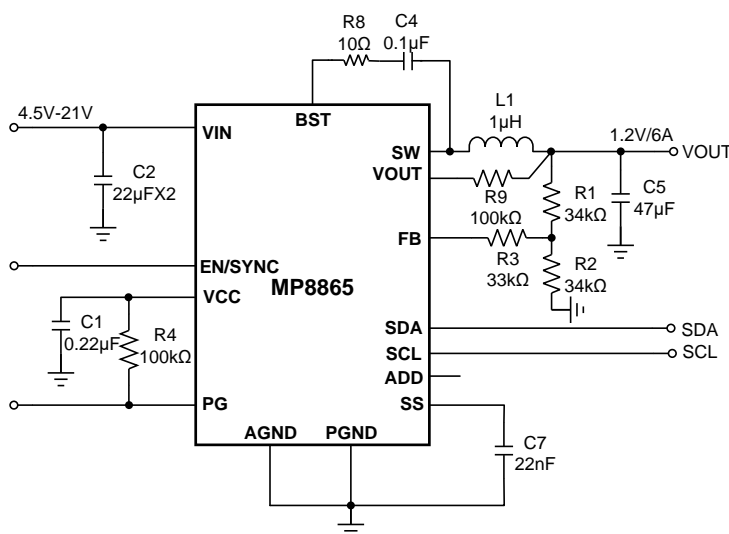 R8
10Ω
C4
0.1µF
4.5V-21V
VIN
BST
L1
1µH
1.2V/6A
SW
VOUT
VOUT
C2
22µFX2
R9
100kΩ
R1
34kΩ
C5
47µF
FB
R3
33kΩ
R2
34kΩ
EN/SYNC
MP8865
VCC
C1
0.22µF
R4
100kΩ
SDA
SDA
SCL
SCL
ADD
PG
SS
AGND
PGND
C7
22nF